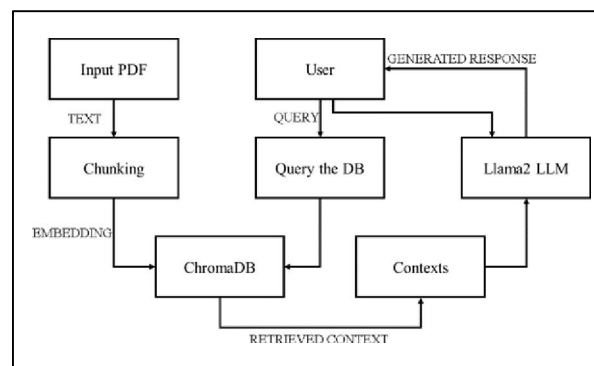 Input PDF
User
GENERATED RESPONSE
TEXT
QUERY
Chunking
Query the DB
Llama2 LLM
EMBEDDING
ChromaDB
Contexts
RETRIEVED CONTEXT